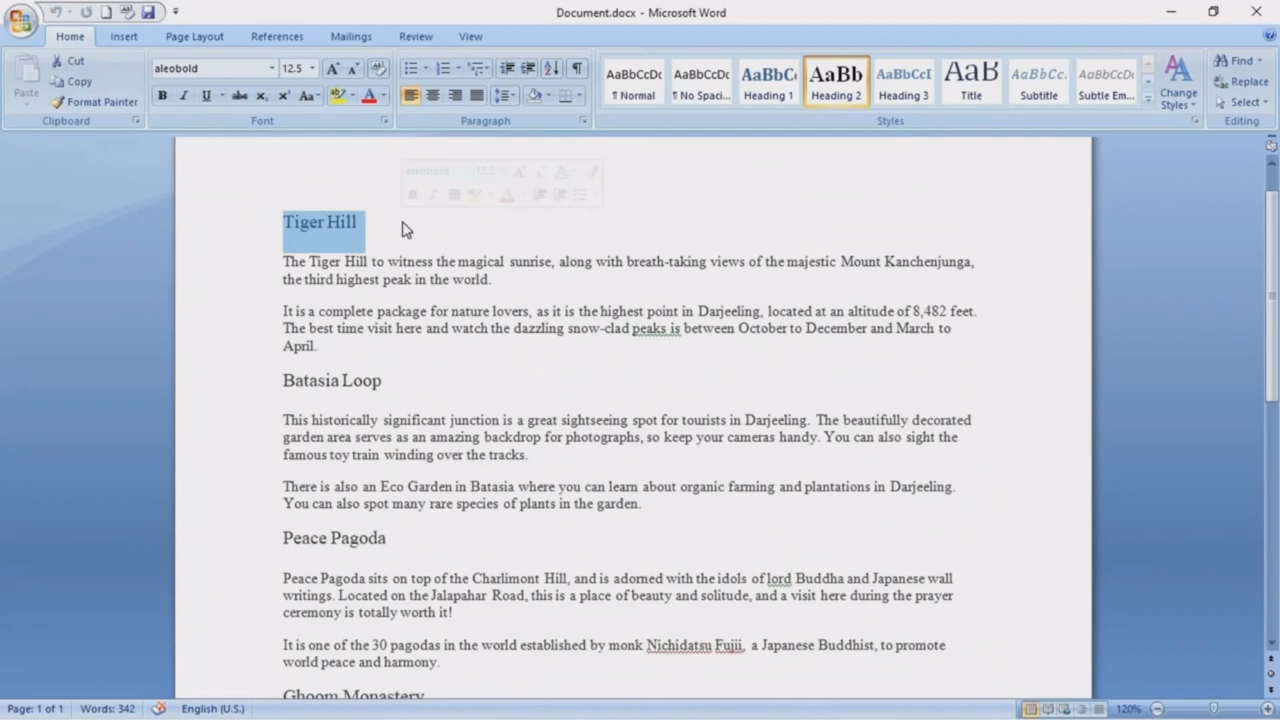 Document.docx - Microsoft Word
Home Insert Page Layout References Mailings Review View
Paste
Cut
Copy
Format Painter
Clipboard
aleobold 12.5
B I U abc x₂ x² Aa
Font
Paragraph
AaBbCcDc AaBbCcDc AaBbC AaBb AaBbCcI AaB AaBbCc. AaBbCcDc
¶ Normal ¶ No Spaci... Heading 1 Heading 2 Heading 3 Title Subtitle Subtle Em...
Change
Styles
Styles
Find
Replace
Select
Editing
aleobold 12.5
Tiger Hill
The Tiger Hill to witness the magical sunrise, along with breath-taking views of the majestic Mount Kanchenjunga,
the third highest peak in the world.
It is a complete package for nature lovers, as it is the highest point in Darjeeling, located at an altitude of 8,482 feet.
The best time visit here and watch the dazzling snow-clad peaks is between October to December and March to
April.
Batasia Loop
This historically significant junction is a great sightseeing spot for tourists in Darjeeling. The beautifully decorated
garden area serves as an amazing backdrop for photographs, so keep your cameras handy. You can also sight the
famous toy train winding over the tracks.
There is also an Eco Garden in Batasia where you can learn about organic farming and plantations in Darjeeling.
You can also spot many rare species of plants in the garden.
Peace Pagoda
Peace Pagoda sits on top of the Charlimont Hill, and is adorned with the idols of lord Buddha and Japanese wall
writings. Located on the Jalapahar Road, this is a place of beauty and solitude, and a visit here during the prayer
ceremony is totally worth it!
It is one of the 30 pagodas in the world established by monk Nichidatsu Fujii, a Japanese Buddhist, to promote
world peace and harmony.
Ghoom Monastery
Page: 1 of 1 Words: 342 English (U.S.) 120%